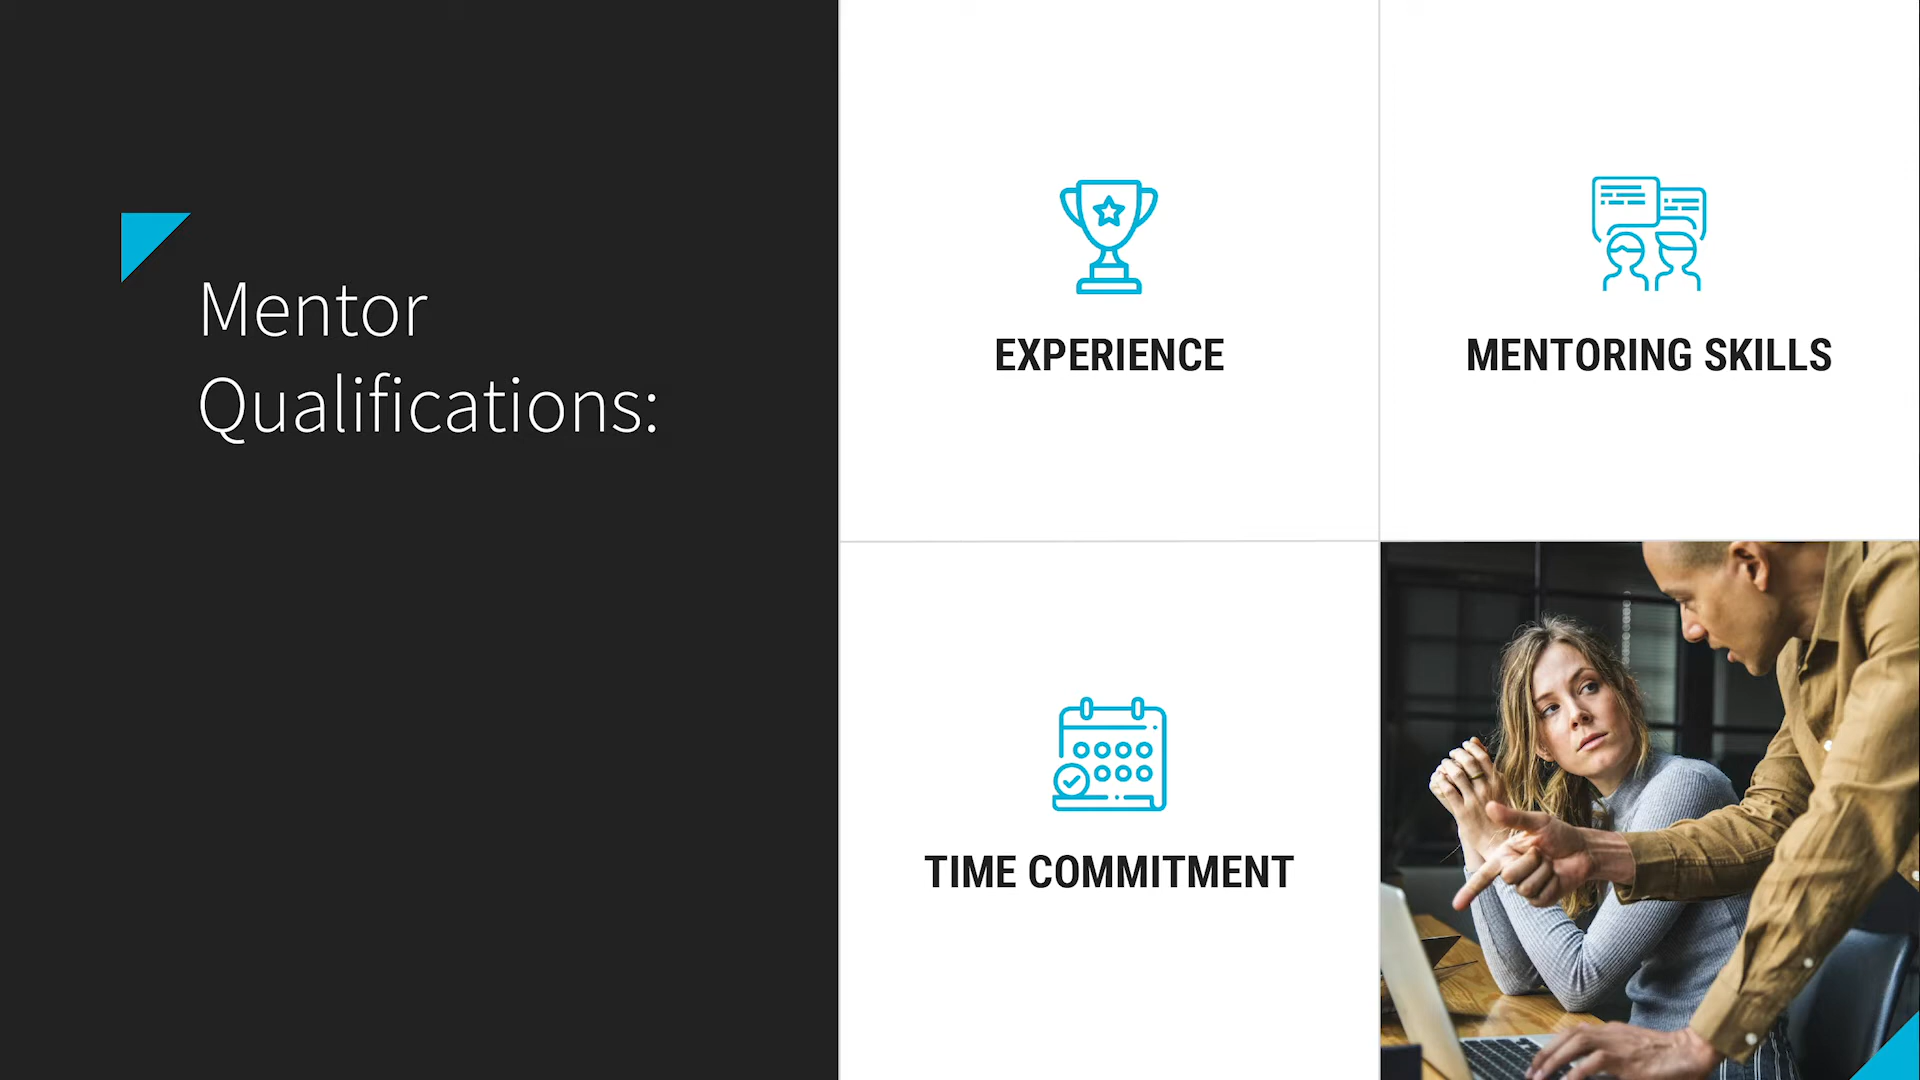 Mentor
Qualifications:
EXPERIENCE
MENTORING SKILLS
TIME COMMITMENT